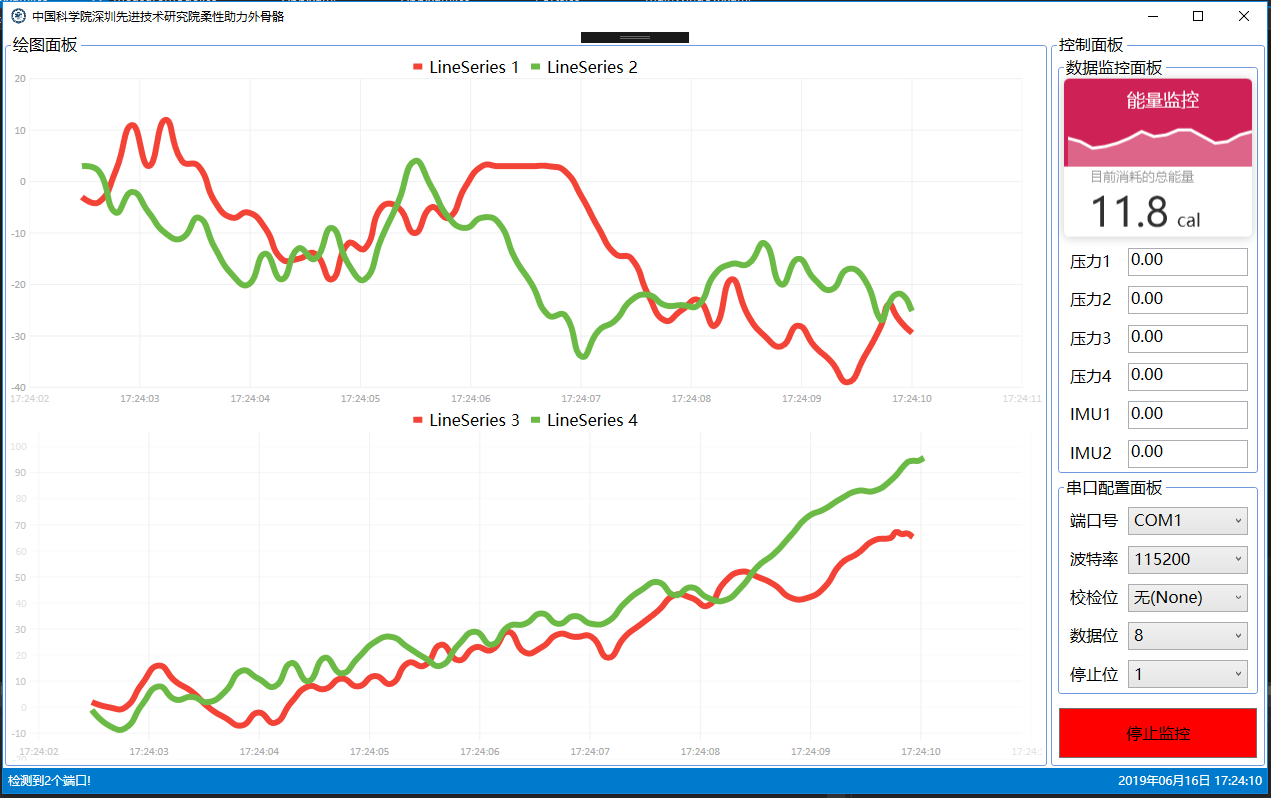 中国科学院深圳先进技术研究院柔性助力外骨骼
绘图面板
LineSeries 1 LineSeries 2
20
10
0
-10
-20
-30
-40
17:24:02 17:24:03 17:24:04 17:24:05 17:24:06 17:24:07 17:24:08 17:24:09 17:24:10 17:24:11
LineSeries 3 LineSeries 4
100
90
80
70
60
50
40
30
20
10
0
-10
17:24:02 17:24:03 17:24:04 17:24:05 17:24:06 17:24:07 17:24:08 17:24:09 17:24:10 17:24:
-20
控制面板
数据监控面板
能量监控
目前消耗的总能量
11.8 cal
压力1 0.00
压力2 0.00
压力3 0.00
压力4 0.00
IMU1 0.00
IMU2 0.00
串口配置面板
端口号 COM1
波特率 115200
校检位 无(None)
数据位 8
停止位 1
停止监控
检测到2个端口!
2019年06月16日 17:24:10